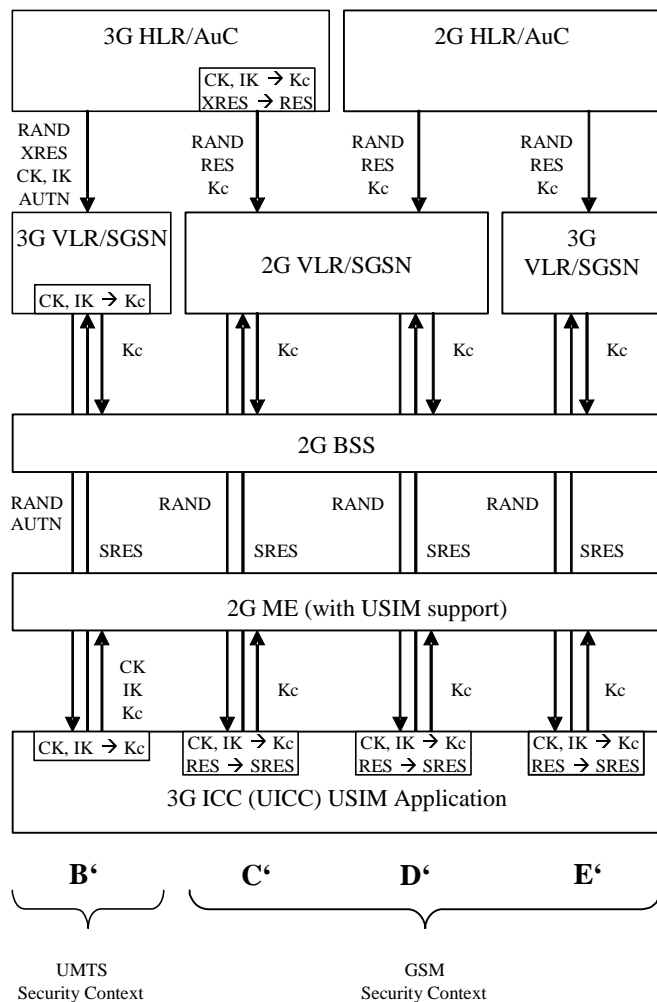 3G HLR/AuC
2G HLR/AuC
CK, IK → Kc
XRES → RES
RAND
XRES
CK, IK
AUTN
RAND
RES
Kc
RAND
RES
Kc
RAND
RES
Kc
3G VLR/SGSN
CK, IK → Kc
2G VLR/SGSN
3G
VLR/SGSN
Kc
Kc
Kc
Kc
2G BSS
RAND
AUTN
SRES
RAND
SRES
RAND
SRES
RAND
SRES
2G ME (with USIM support)
CK
IK
Kc
Kc
Kc
Kc
CK, IK → Kc
CK, IK → Kc
RES → SRES
CK, IK → Kc
RES → SRES
CK, IK → Kc
RES → SRES
3G ICC (UICC) USIM Application
B‘
C‘
D‘
E‘
UMTS
Security Context
GSM
Security Context